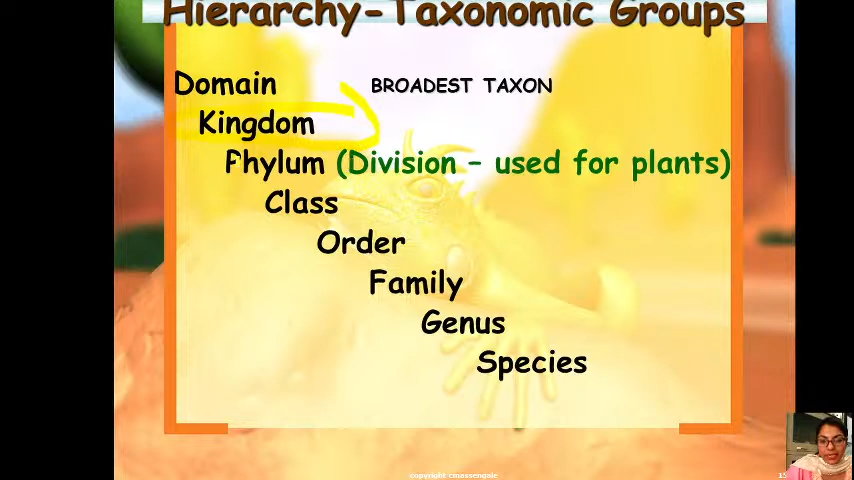 Hierarchy-Taxonomic Groups
Domain BROADEST TAXON
Kingdom
Phylum (Division – used for plants)
Class
Order
Family
Genus
Species
copyright cmassengale